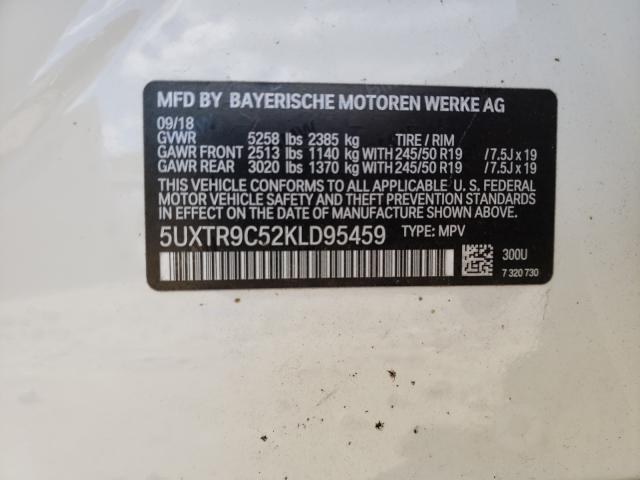 MFD BY BAYERISCHE MOTOREN WERKE AG
09/18
GVWR 5258 lbs 2385 kg TIRE / RIM
GAWR FRONT 2513 lbs 1140 kg WITH 245/50 R19 /7.5J x 19
GAWR REAR 3020 lbs 1370 kg WITH 245/50 R19 /7.5J x 19
THIS VEHICLE CONFORMS TO ALL APPLICABLE U. S. FEDERAL
MOTOR VEHICLE SAFETY AND THEFT PREVENTION STANDARDS
IN EFFECT ON THE DATE OF MANUFACTURE SHOWN ABOVE.
5UXTR9C52KLD95459 TYPE: MPV
300U
7 320 730